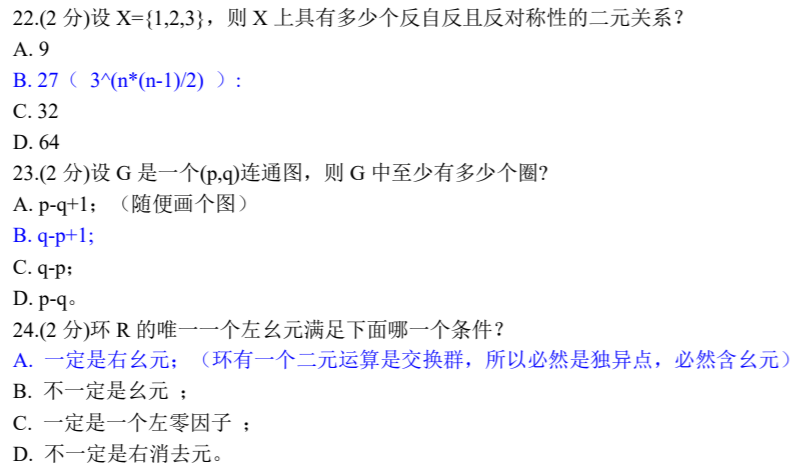 22.(2 分)设 X={1,2,3}，则 X 上具有多少个反自反且反对称性的二元关系？
A. 9
B. 27（ 3^(n*(n-1)/2) ）:
C. 32
D. 64
23.(2 分)设 G 是一个(p,q)连通图，则 G 中至少有多少个圈?
A. p-q+1；（随便画个图）
B. q-p+1;
C. q-p；
D. p-q。
24.(2 分)环 R 的唯一一个左幺元满足下面哪一个条件？
A. 一定是右幺元；（环有一个二元运算是交换群，所以必然是独异点，必然含幺元）
B. 不一定是幺元 ；
C. 一定是一个左零因子 ；
D. 不一定是右消去元。